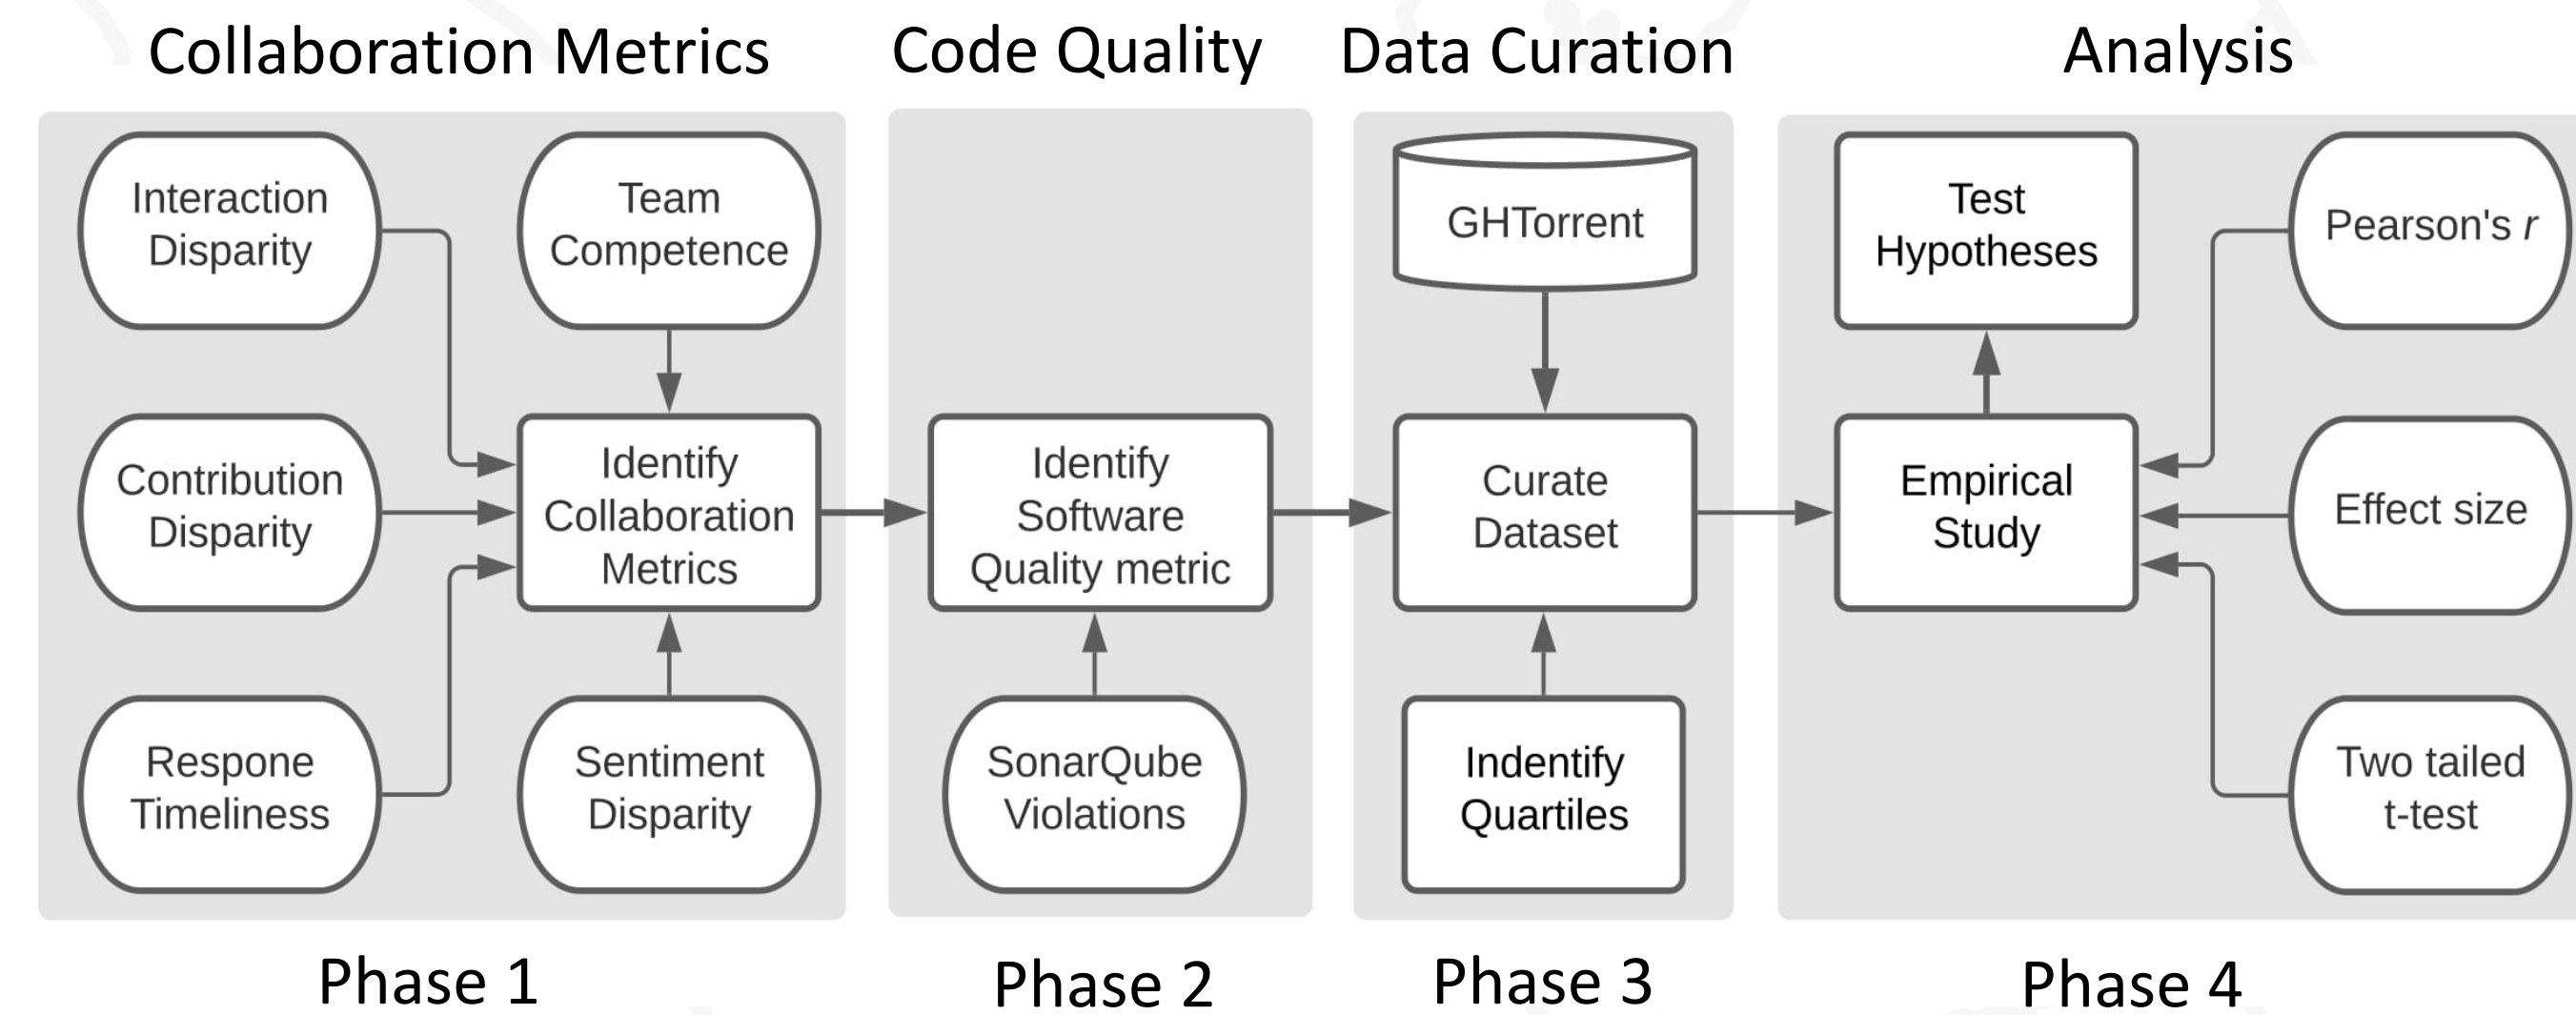 Collaboration Metrics
Code Quality
Data Curation
Analysis
Interaction
Disparity
Team
Competence
Contribution
Disparity
Identify
Collaboration
Metrics
Respone
Timeliness
Sentiment
Disparity
Identify
Software
Quality metric
SonarQube
Violations
GHTorrent
Curate
Dataset
Indentify
Quartiles
Test
Hypotheses
Pearson's r
Empirical
Study
Effect size
Two tailed
t-test
Phase 1
Phase 2
Phase 3
Phase 4